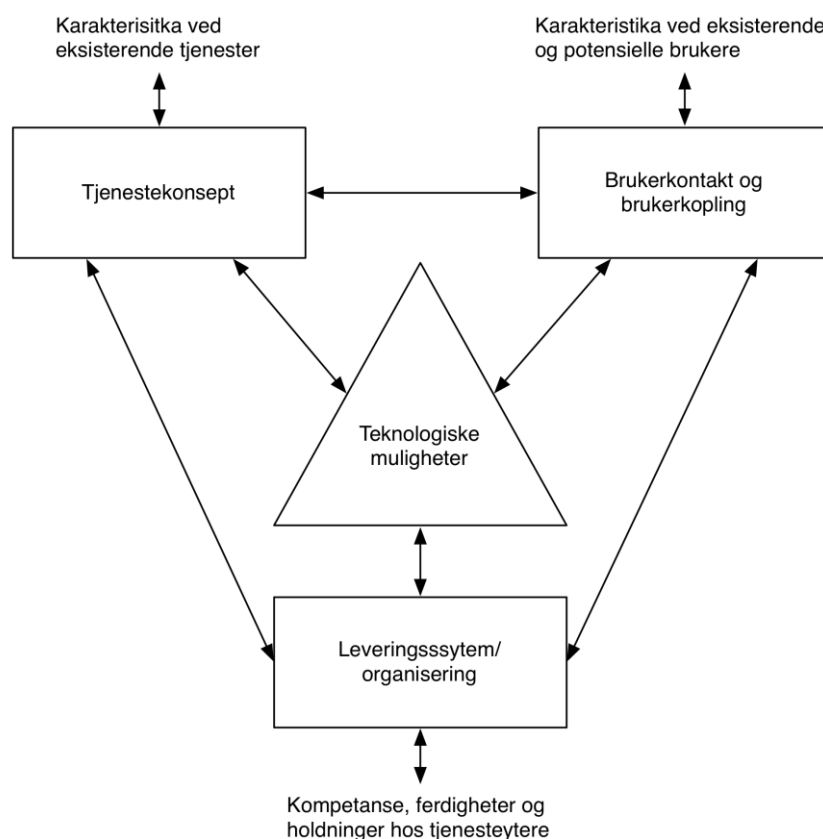 Karakterisitka ved
eksisterende tjenester
Karakteristika ved eksisterende
og potensielle brukere
Tjenestekonsept
Brukerkontakt og
brukerkopling
Teknologiske
muligheter
Leveringsssytem/
organisering
Kompetanse, ferdigheter og
holdninger hos tjenesteytere